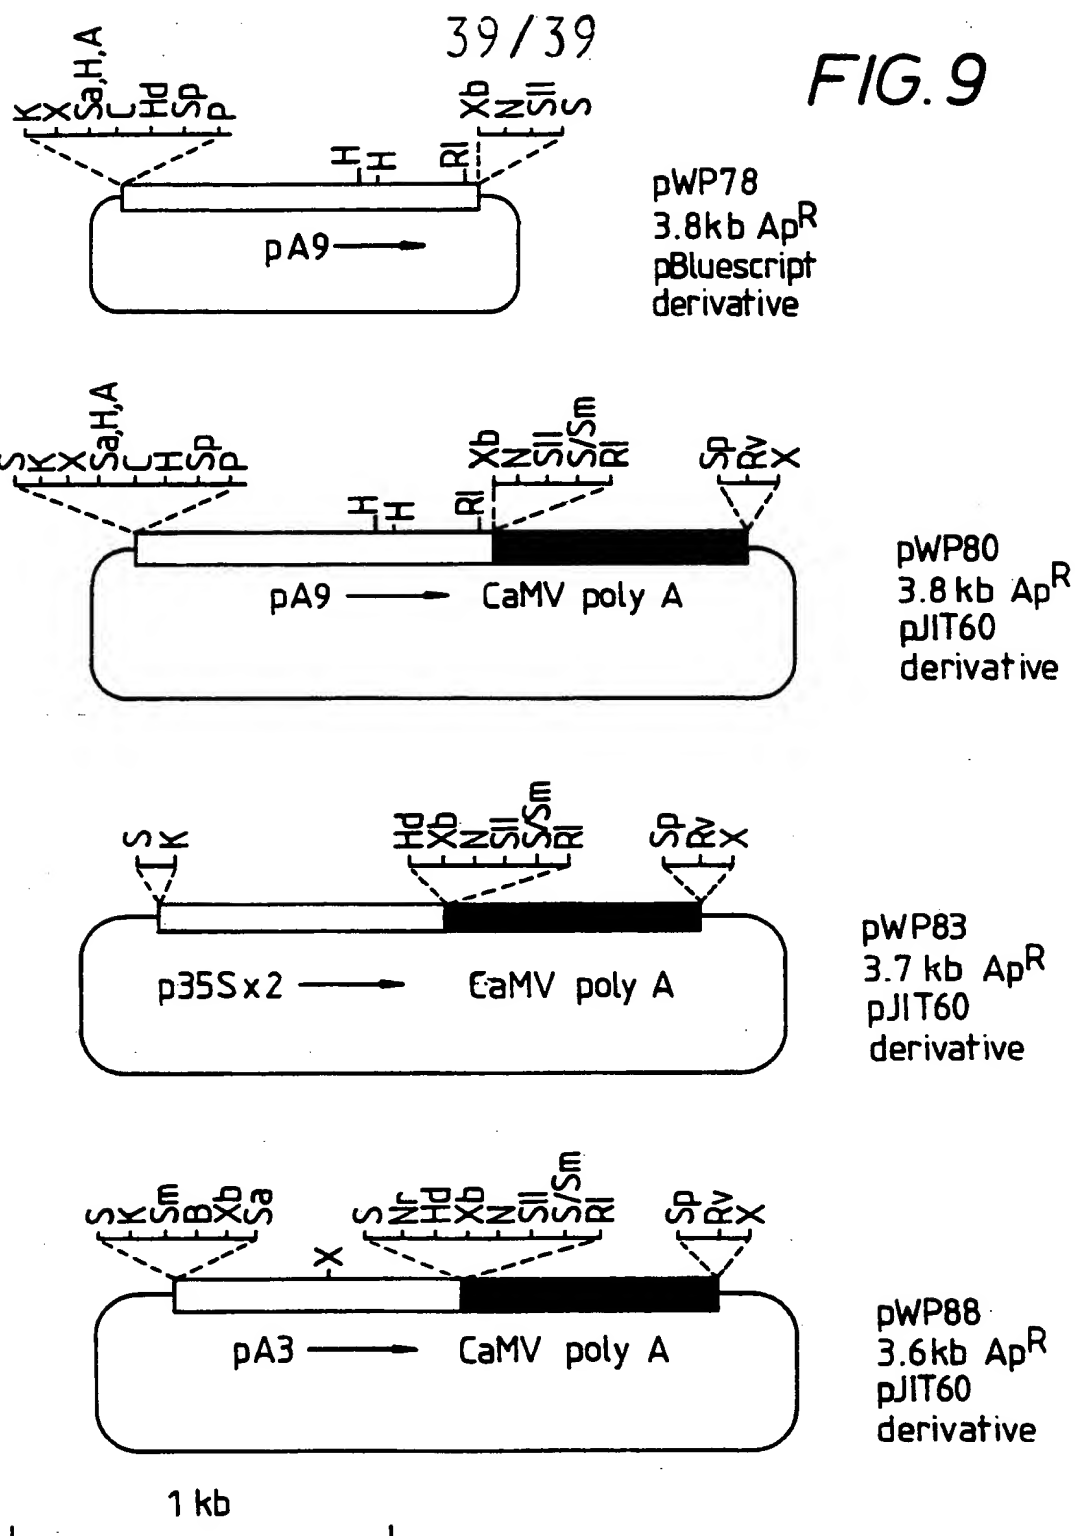 39/39
FIG. 9
K X Sa,H,A C Hd Sp P
Xb N SII S
H H RI
pA9
pWP78
3.8kb ApR
pBluescript
derivative
S K X Sa,H,A C H Sp P
Xb N SII S/Sm RI
Sp Rv X
H H RI
pA9 CaMV poly A
pWP80
3.8kb ApR
pJIT60
derivative
S K
Hd Xb N SII S/Sm RI
Sp Rv X
p35Sx2 CaMV poly A
pWP83
3.7 kb ApR
pJIT60
derivative
S K Sm B Xb Sa
X
S Nr Hd Xb N SII S/Sm RI
Sp Rv X
pA3 CaMV poly A
pWP88
3.6kb ApR
pJIT60
derivative
1 kb